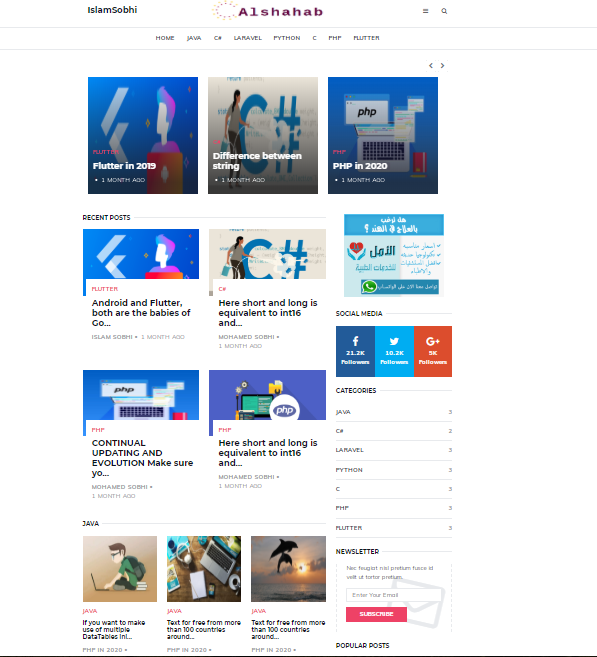 IslamSobhi
Alshahab
HOME JAVA C# LARAVEL PYTHON C PHP FLUTTER
FLUTTER
Flutter in 2019
1 MONTH AGO
Difference between
string
1 MONTH AGO
php
PHP
PHP in 2020
1 MONTH AGO
RECENT POSTS
FLUTTER
Android and Flutter,
both are the babies of
Go...
ISLAM SOBHI • 1 MONTH AGO
C#
Here short and long is
equivalent to int16
and...
MOHAMED SOBHI •
1 MONTH AGO
php
PHP
CONTINUAL
UPDATING AND
EVOLUTION Make sure
yo...
MOHAMED SOBHI •
1 MONTH AGO
php
PHP
Here short and long is
equivalent to int16
and...
MOHAMED SOBHI •
1 MONTH AGO
JAVA
JAVA
If you want to make
use of multiple
DataTables ini...
PHP IN 2020 •
JAVA
Text for free from more
than 100 countries
around...
PHP IN 2020 •
JAVA
Text for free from more
than 100 countries
around...
PHP IN 2020 •
هل ترغب
بالعلاج في الهند ؟
الأمل
للخدمات الطبية
SOCIAL MEDIA
21.2K
Followers
10.2K
Followers
5K
Followers
CATEGORIES
JAVA 3
C# 2
LARAVEL 3
PYTHON 3
C 3
PHP 3
FLUTTER 3
NEWSLETTER
Nec feugiat nisl pretium fusce id
velit ut tortor pretium.
Enter Your Email
SUBSCRIBE
POPULAR POSTS